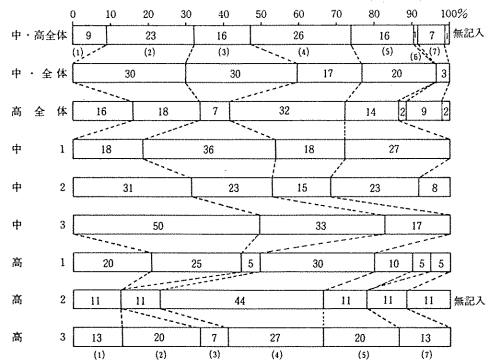 0 10 20 30 40 50 60 70 80 90 100%
中・高全体 9 23 16 26 16 1 7 1 無記入
(1) (2) (3) (4) (5) (6) (7)
中・全体 30 30 17 20 3
高全体 16 18 7 32 14 2 9 2
中1 18 36 18 27
中2 31 23 15 23 8
中3 50 33 17
高1 20 25 5 30 10 5 5
高2 11 11 44 11 11 11 無記入
高3 13 20 7 27 20 13
(1) (2) (3) (4) (5) (7)